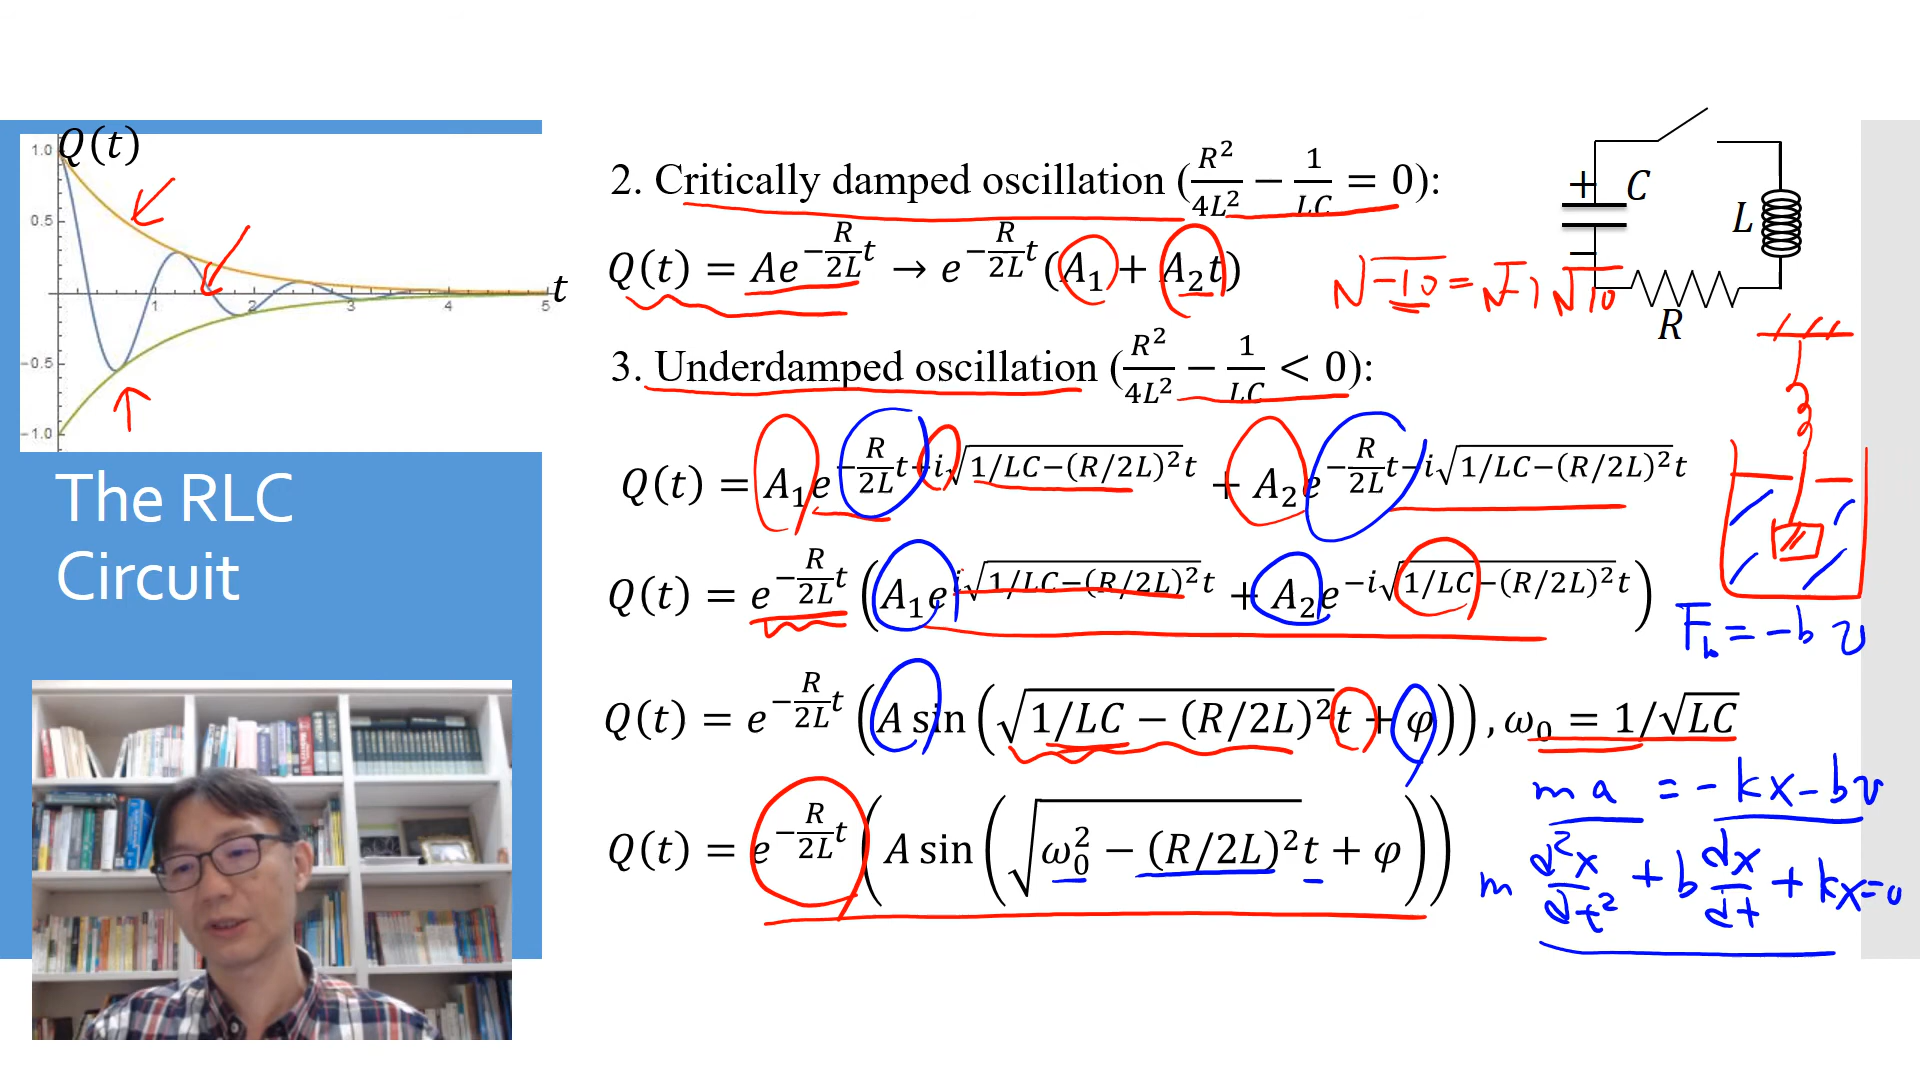 Q(t)
1.0
0.5
-0.5
-1.0
1 2 3 4 5 t
The RLC
Circuit
2. Critically damped oscillation (R²/4L² − 1/LC = 0):
Q(t) = Ae^(−R/2L t) → e^(−R/2L t)(A₁ + A₂t)
3. Underdamped oscillation (R²/4L² − 1/LC < 0):
Q(t) = A₁e^(−R/2L t+i√(1/LC−(R/2L)²)t) + A₂e^(−R/2L t−i√(1/LC−(R/2L)²)t)
Q(t) = e^(−R/2L t)(A₁e^(i√(1/LC−(R/2L)²)t) + A₂e^(−i√(1/LC−(R/2L)²)t))
Q(t) = e^(−R/2L t)(A sin(√(1/LC − (R/2L)²)t + φ)), ω₀ = 1/√LC
Q(t) = e^(−R/2L t)(A sin(√(ω₀² − (R/2L)²)t + φ))
+ C
−
L
R
√−10 = √−1 √10
F_b = −bv
ma = −kx−bv
m d²x/dt² + b dx/dt + kx=0